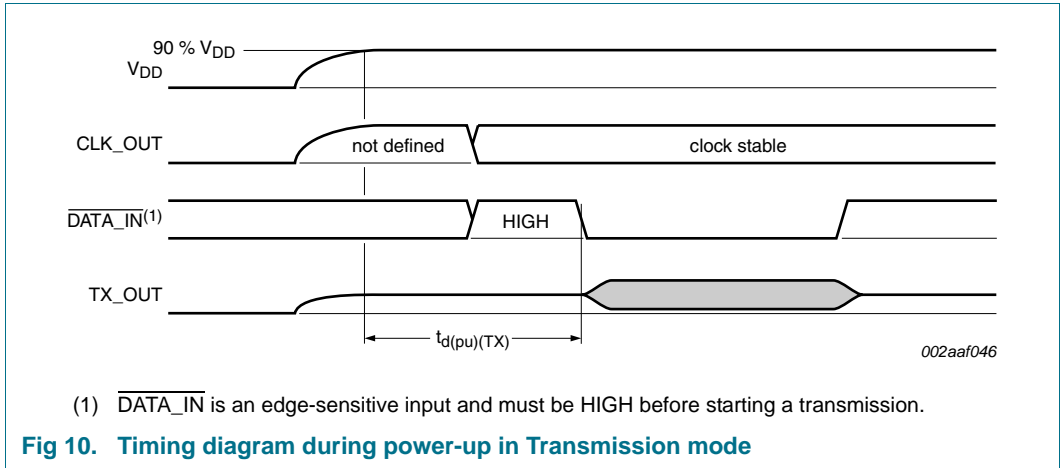 90 % VDD
VDD
CLK_OUT
not defined
clock stable
DATA_IN(1)
HIGH
TX_OUT
td(pu)(TX)
002aaf046
(1) DATA_IN is an edge-sensitive input and must be HIGH before starting a transmission.
Fig 10. Timing diagram during power-up in Transmission mode